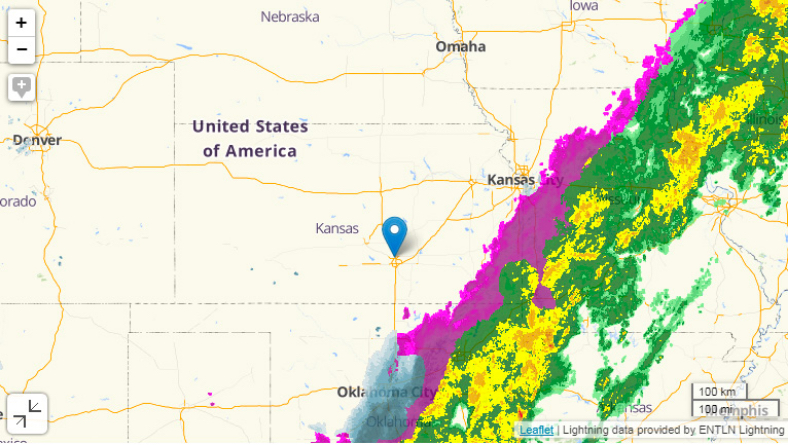 +
−
Nebraska
Iowa
Omaha
Denver
United States
of America
Illinois
Kansas City
orado
Kansas
Oklahoma City
Oklahoma
100 km
100 mi
Leaflet | Lightning data provided by ENTLN Lightning